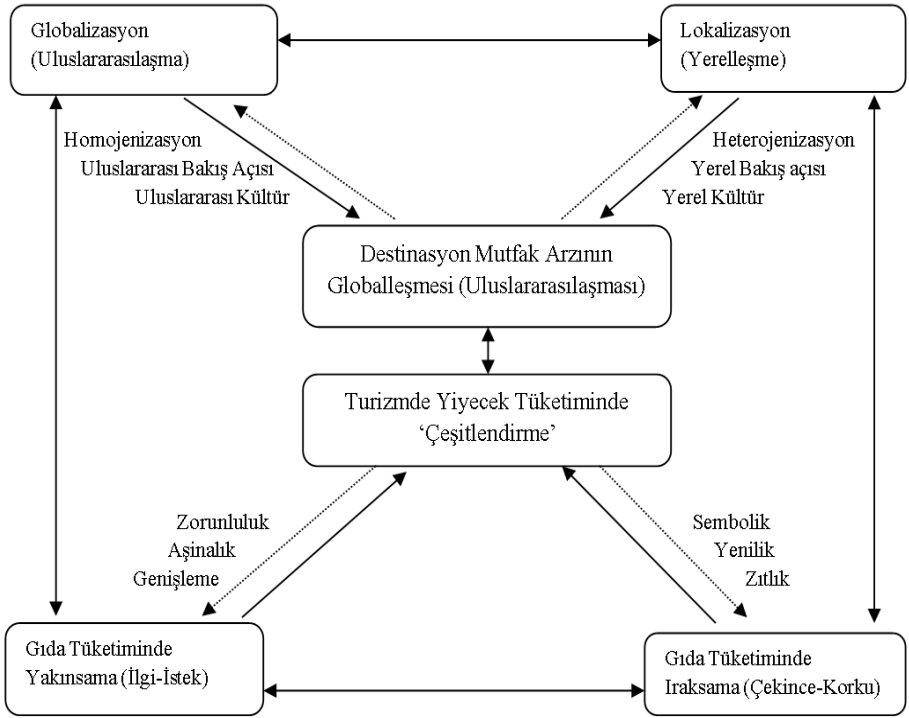 Globalizasyon
(Uluslararasılaşma)
Lokalizasyon
(Yerelleşme)
Homojenizasyon
Uluslararası Bakış Açısı
Uluslararası Kültür
Heterojenizasyon
Yerel Bakış açısı
Yerel Kültür
Destinasyon Mutfak Arzının
Globalleşmesi (Uluslararasılaşması)
Turizmde Yiyecek Tüketiminde
‘Çeşitlendirme’
Zorunluluk
Aşinalık
Genişleme
Sembolik
Yenilik
Zıtlık
Gıda Tüketiminde
Yakınsama (İlgi-İstek)
Gıda Tüketiminde
Iraksama (Çekince-Korku)